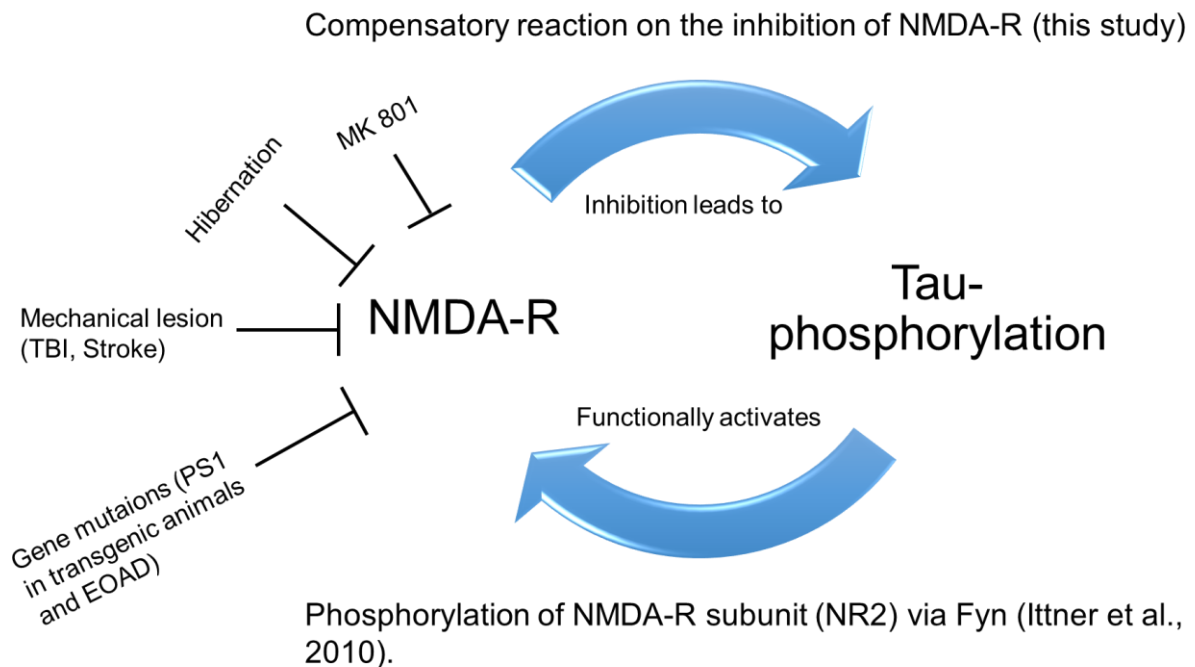 Compensatory reaction on the inhibition of NMDA-R (this study)
MK 801
Hibernation
Inhibition leads to
Mechanical lesion
(TBI, Stroke)
NMDA-R
Tau-
phosphorylation
Functionally activates
Gene mutaions (PS1
in transgenic animals
and EOAD)
Phosphorylation of NMDA-R subunit (NR2) via Fyn (Ittner et al.,
2010).